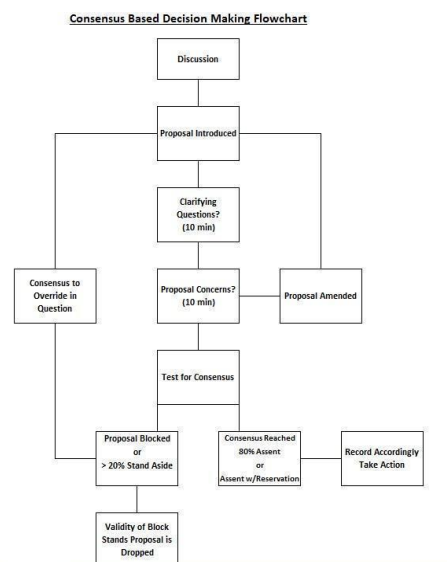 Consensus Based Decision Making Flowchart
Discussion
Proposal Introduced
Clarifying
Questions?
(10 min)
Consensus to
Override in
Question
Proposal Concerns?
(10 min)
Proposal Amended
Test for Consensus
Proposal Blocked
or
> 20% Stand Aside
Consensus Reached
80% Assent
or
Assent w/Reservation
Record Accordingly
Take Action
Validity of Block
Stands Proposal is
Dropped